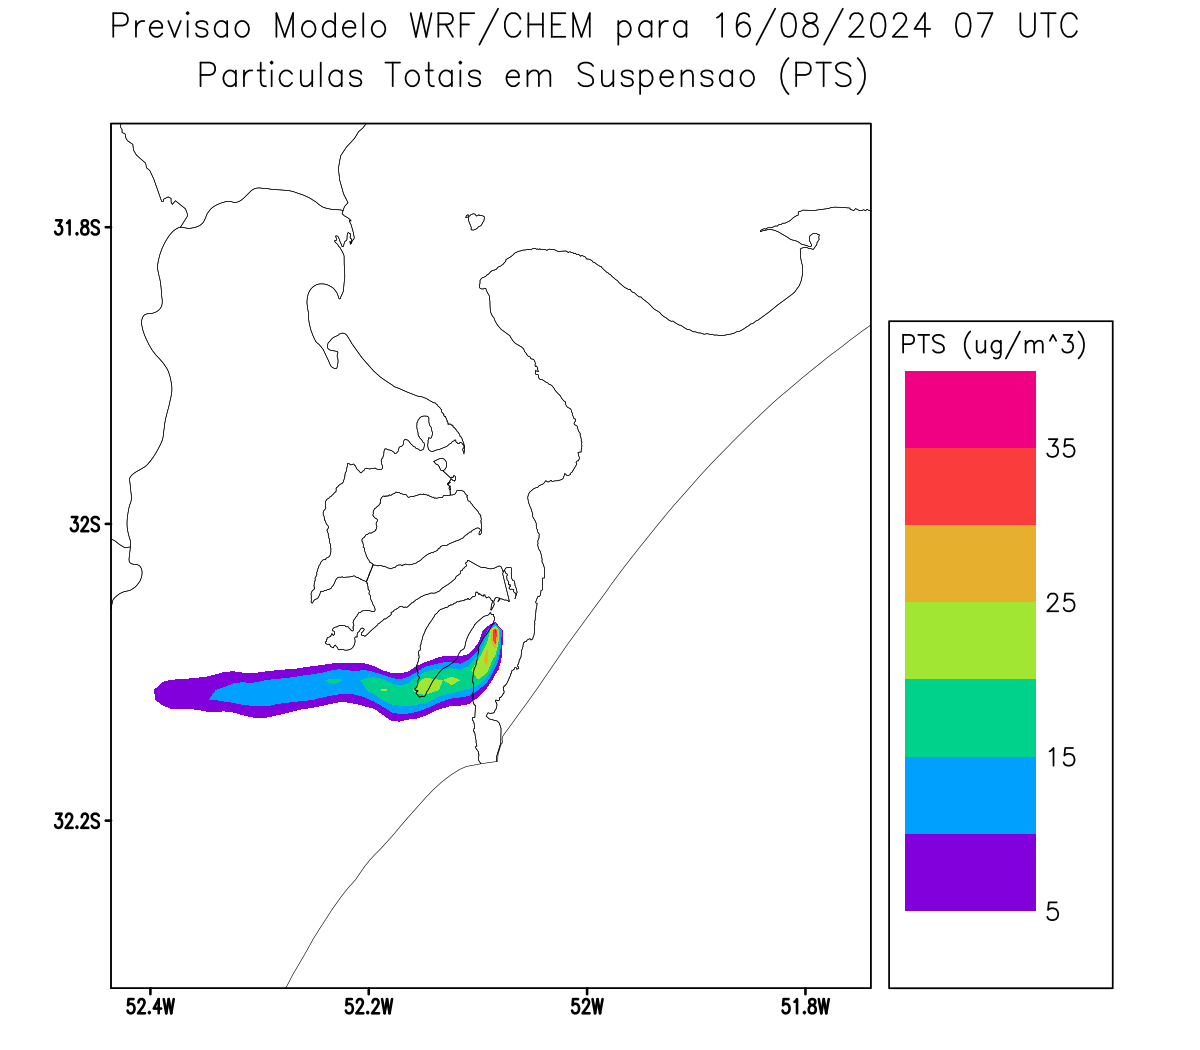 Previsao Modelo WRF/CHEM para 16/08/2024 07 UTC
Particulas Totais em Suspensao (PTS)
31.8S
32S
32.2S
52.4W
52.2W
52W
51.8W
PTS (ug/m^3)
35
25
15
5